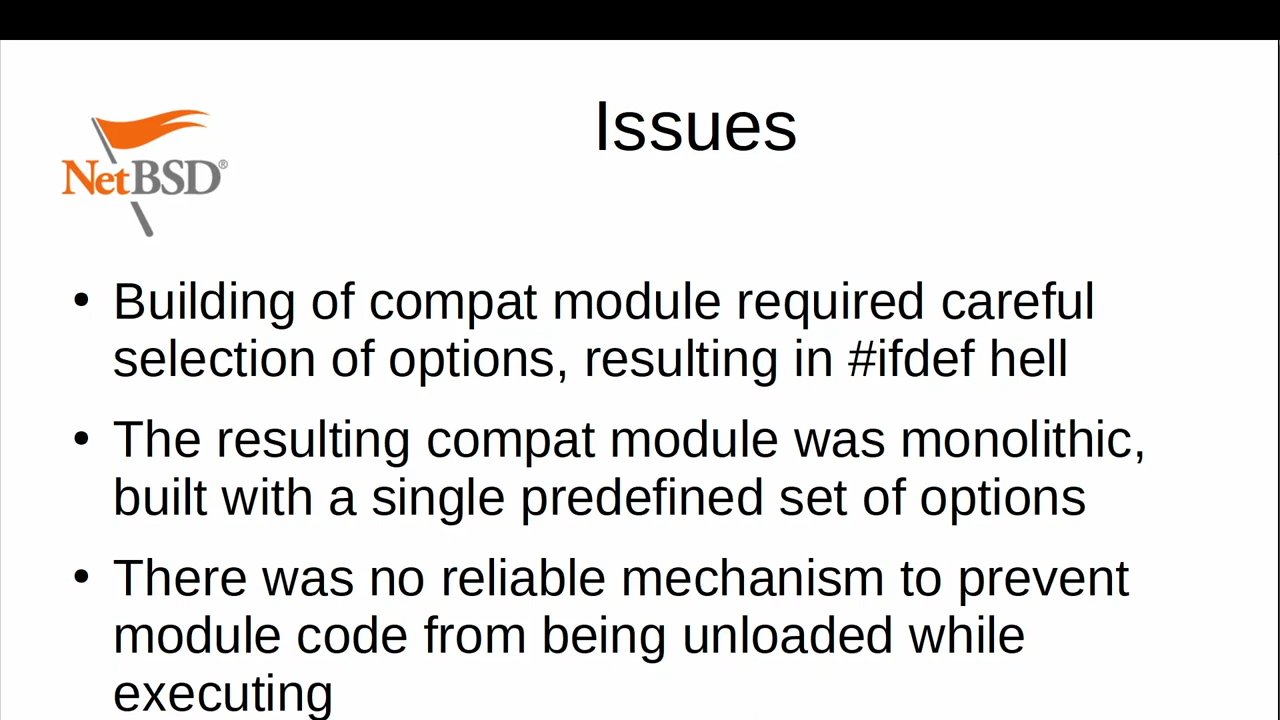 Issues
NetBSD®
• Building of compat module required careful
selection of options, resulting in #ifdef hell
• The resulting compat module was monolithic,
built with a single predefined set of options
• There was no reliable mechanism to prevent
module code from being unloaded while
executing